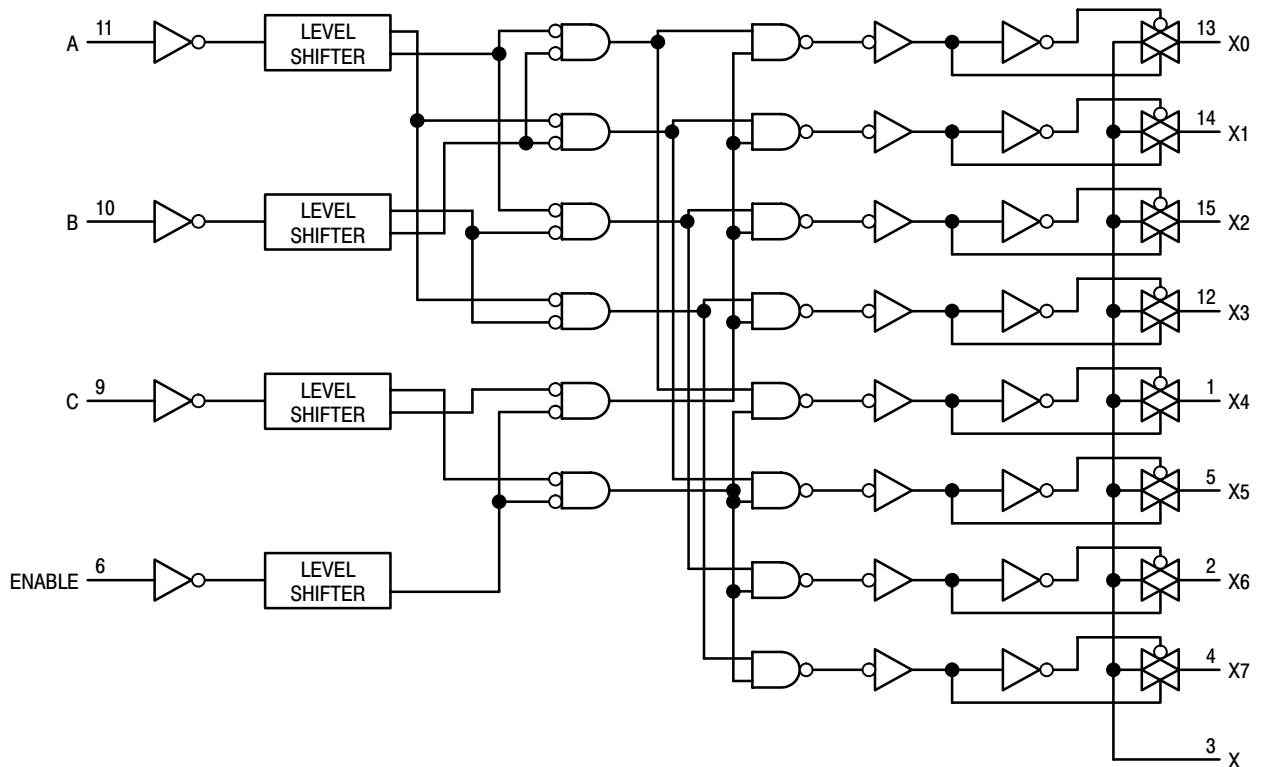 A 11
LEVEL
SHIFTER
13 X0
14 X1
B 10
LEVEL
SHIFTER
15 X2
12 X3
C 9
LEVEL
SHIFTER
1 X4
5 X5
ENABLE 6
LEVEL
SHIFTER
2 X6
4 X7
3 X